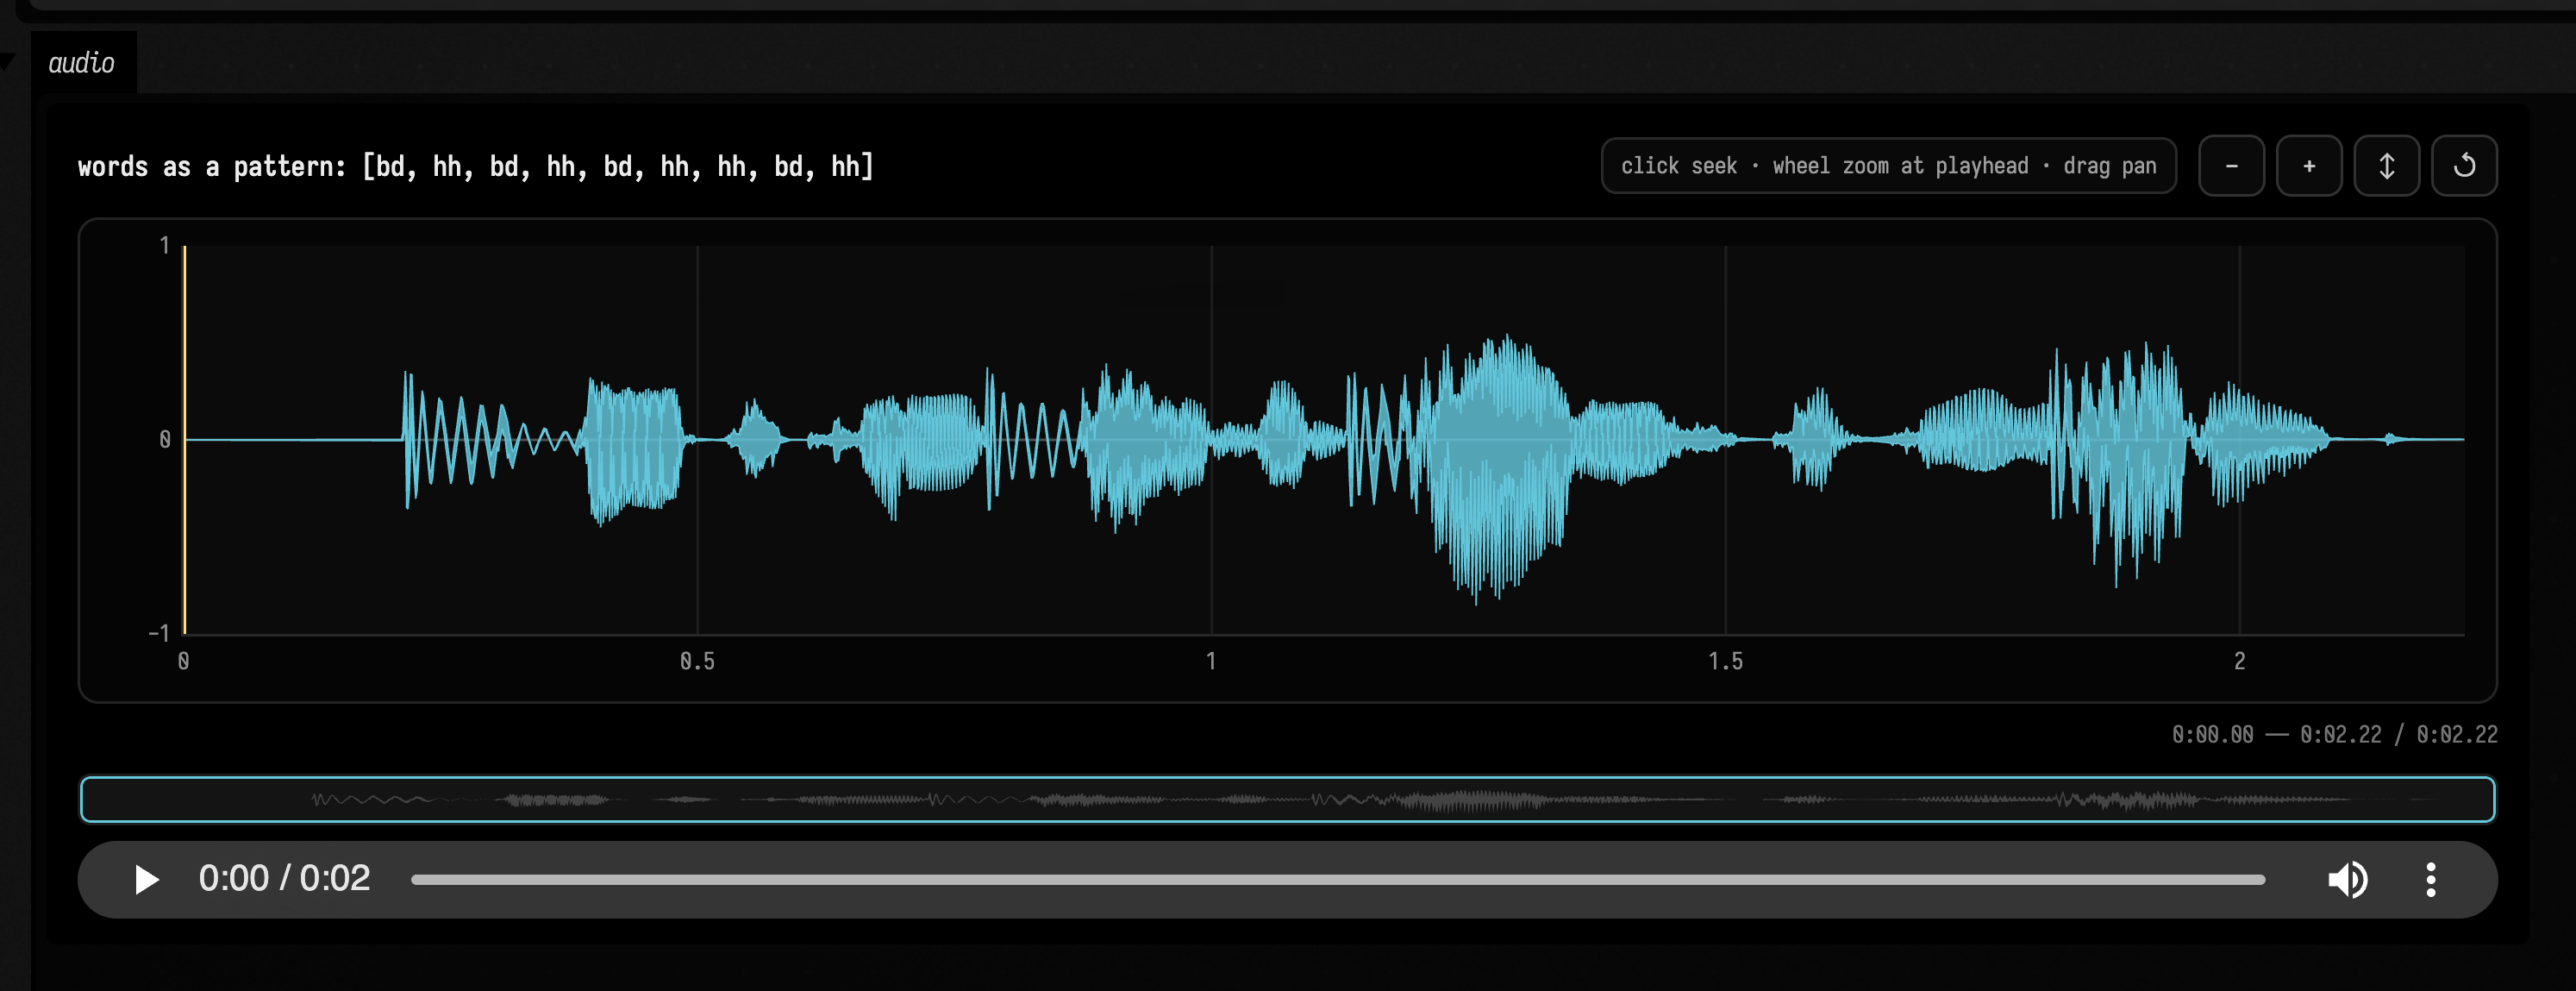 audio
words as a pattern: [bd, hh, bd, hh, bd, hh, hh, bd, hh]
click seek · wheel zoom at playhead · drag pan
− +
1
0
−1
0 0.5 1 1.5 2
0:00.00 — 0:02.22 / 0:02.22
0:00 / 0:02